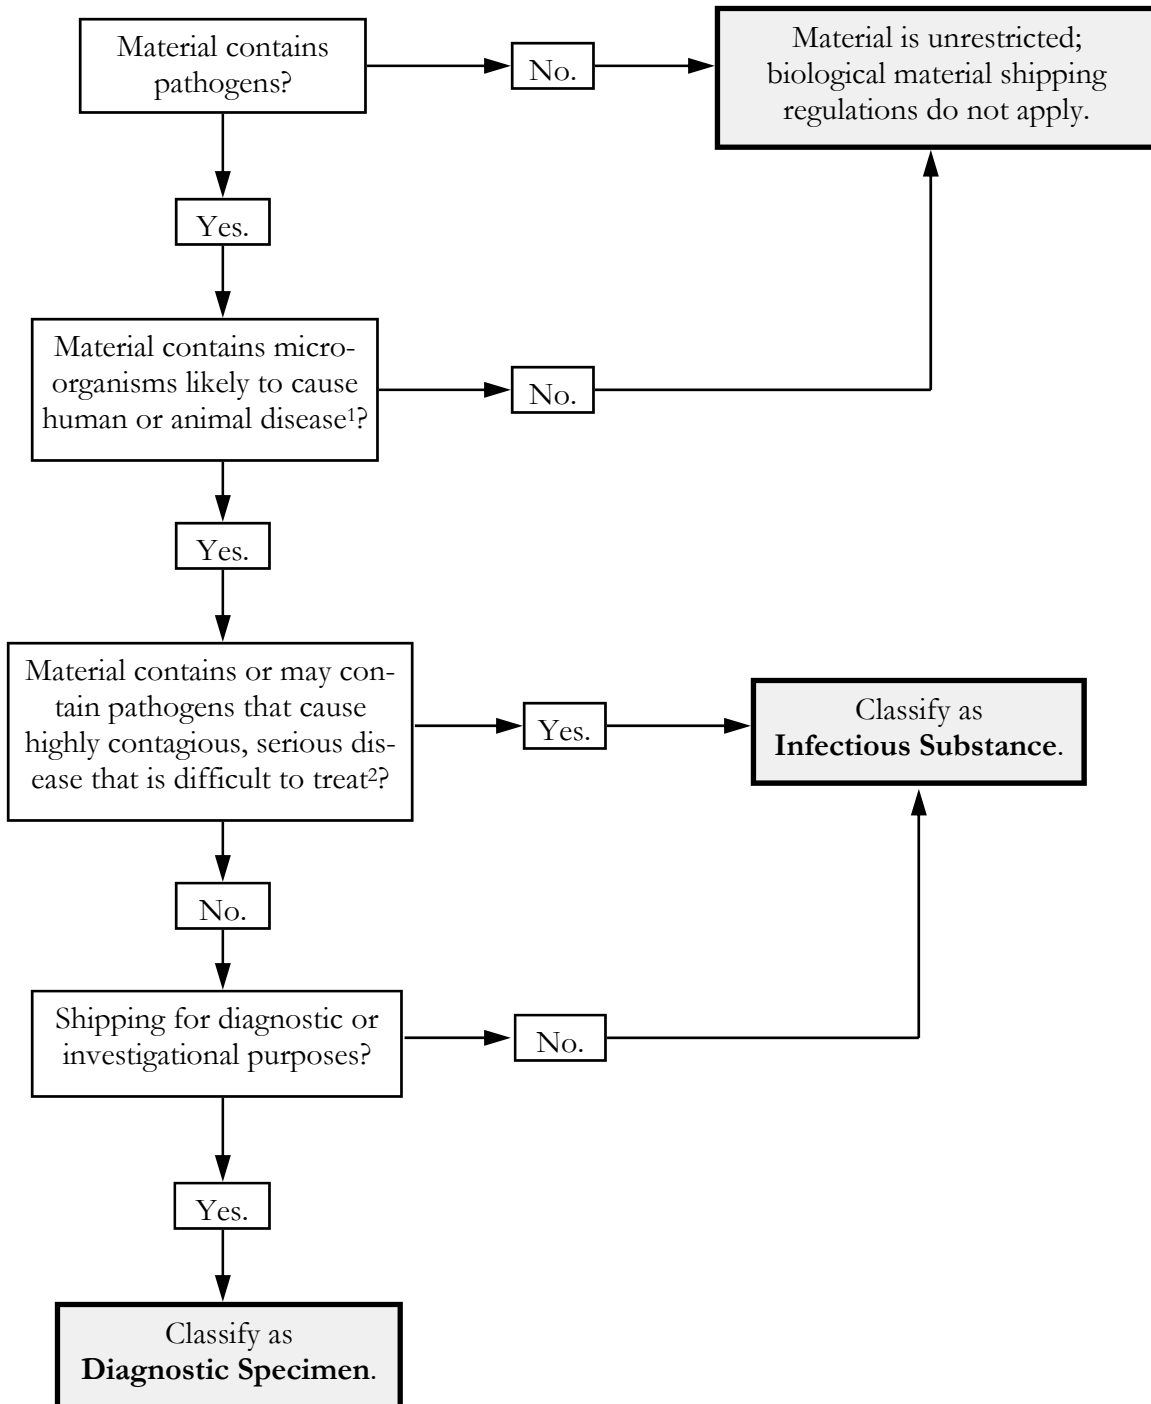 Material contains
pathogens?
No.
Material is unrestricted;
biological material shipping
regulations do not apply.
Yes.
Material contains micro-
organisms likely to cause
human or animal disease¹?
No.
Yes.
Material contains or may con-
tain pathogens that cause
highly contagious, serious dis-
ease that is difficult to treat²?
Yes.
Classify as
Infectious Substance.
No.
Shipping for diagnostic or
investigational purposes?
No.
Yes.
Classify as
Diagnostic Specimen.